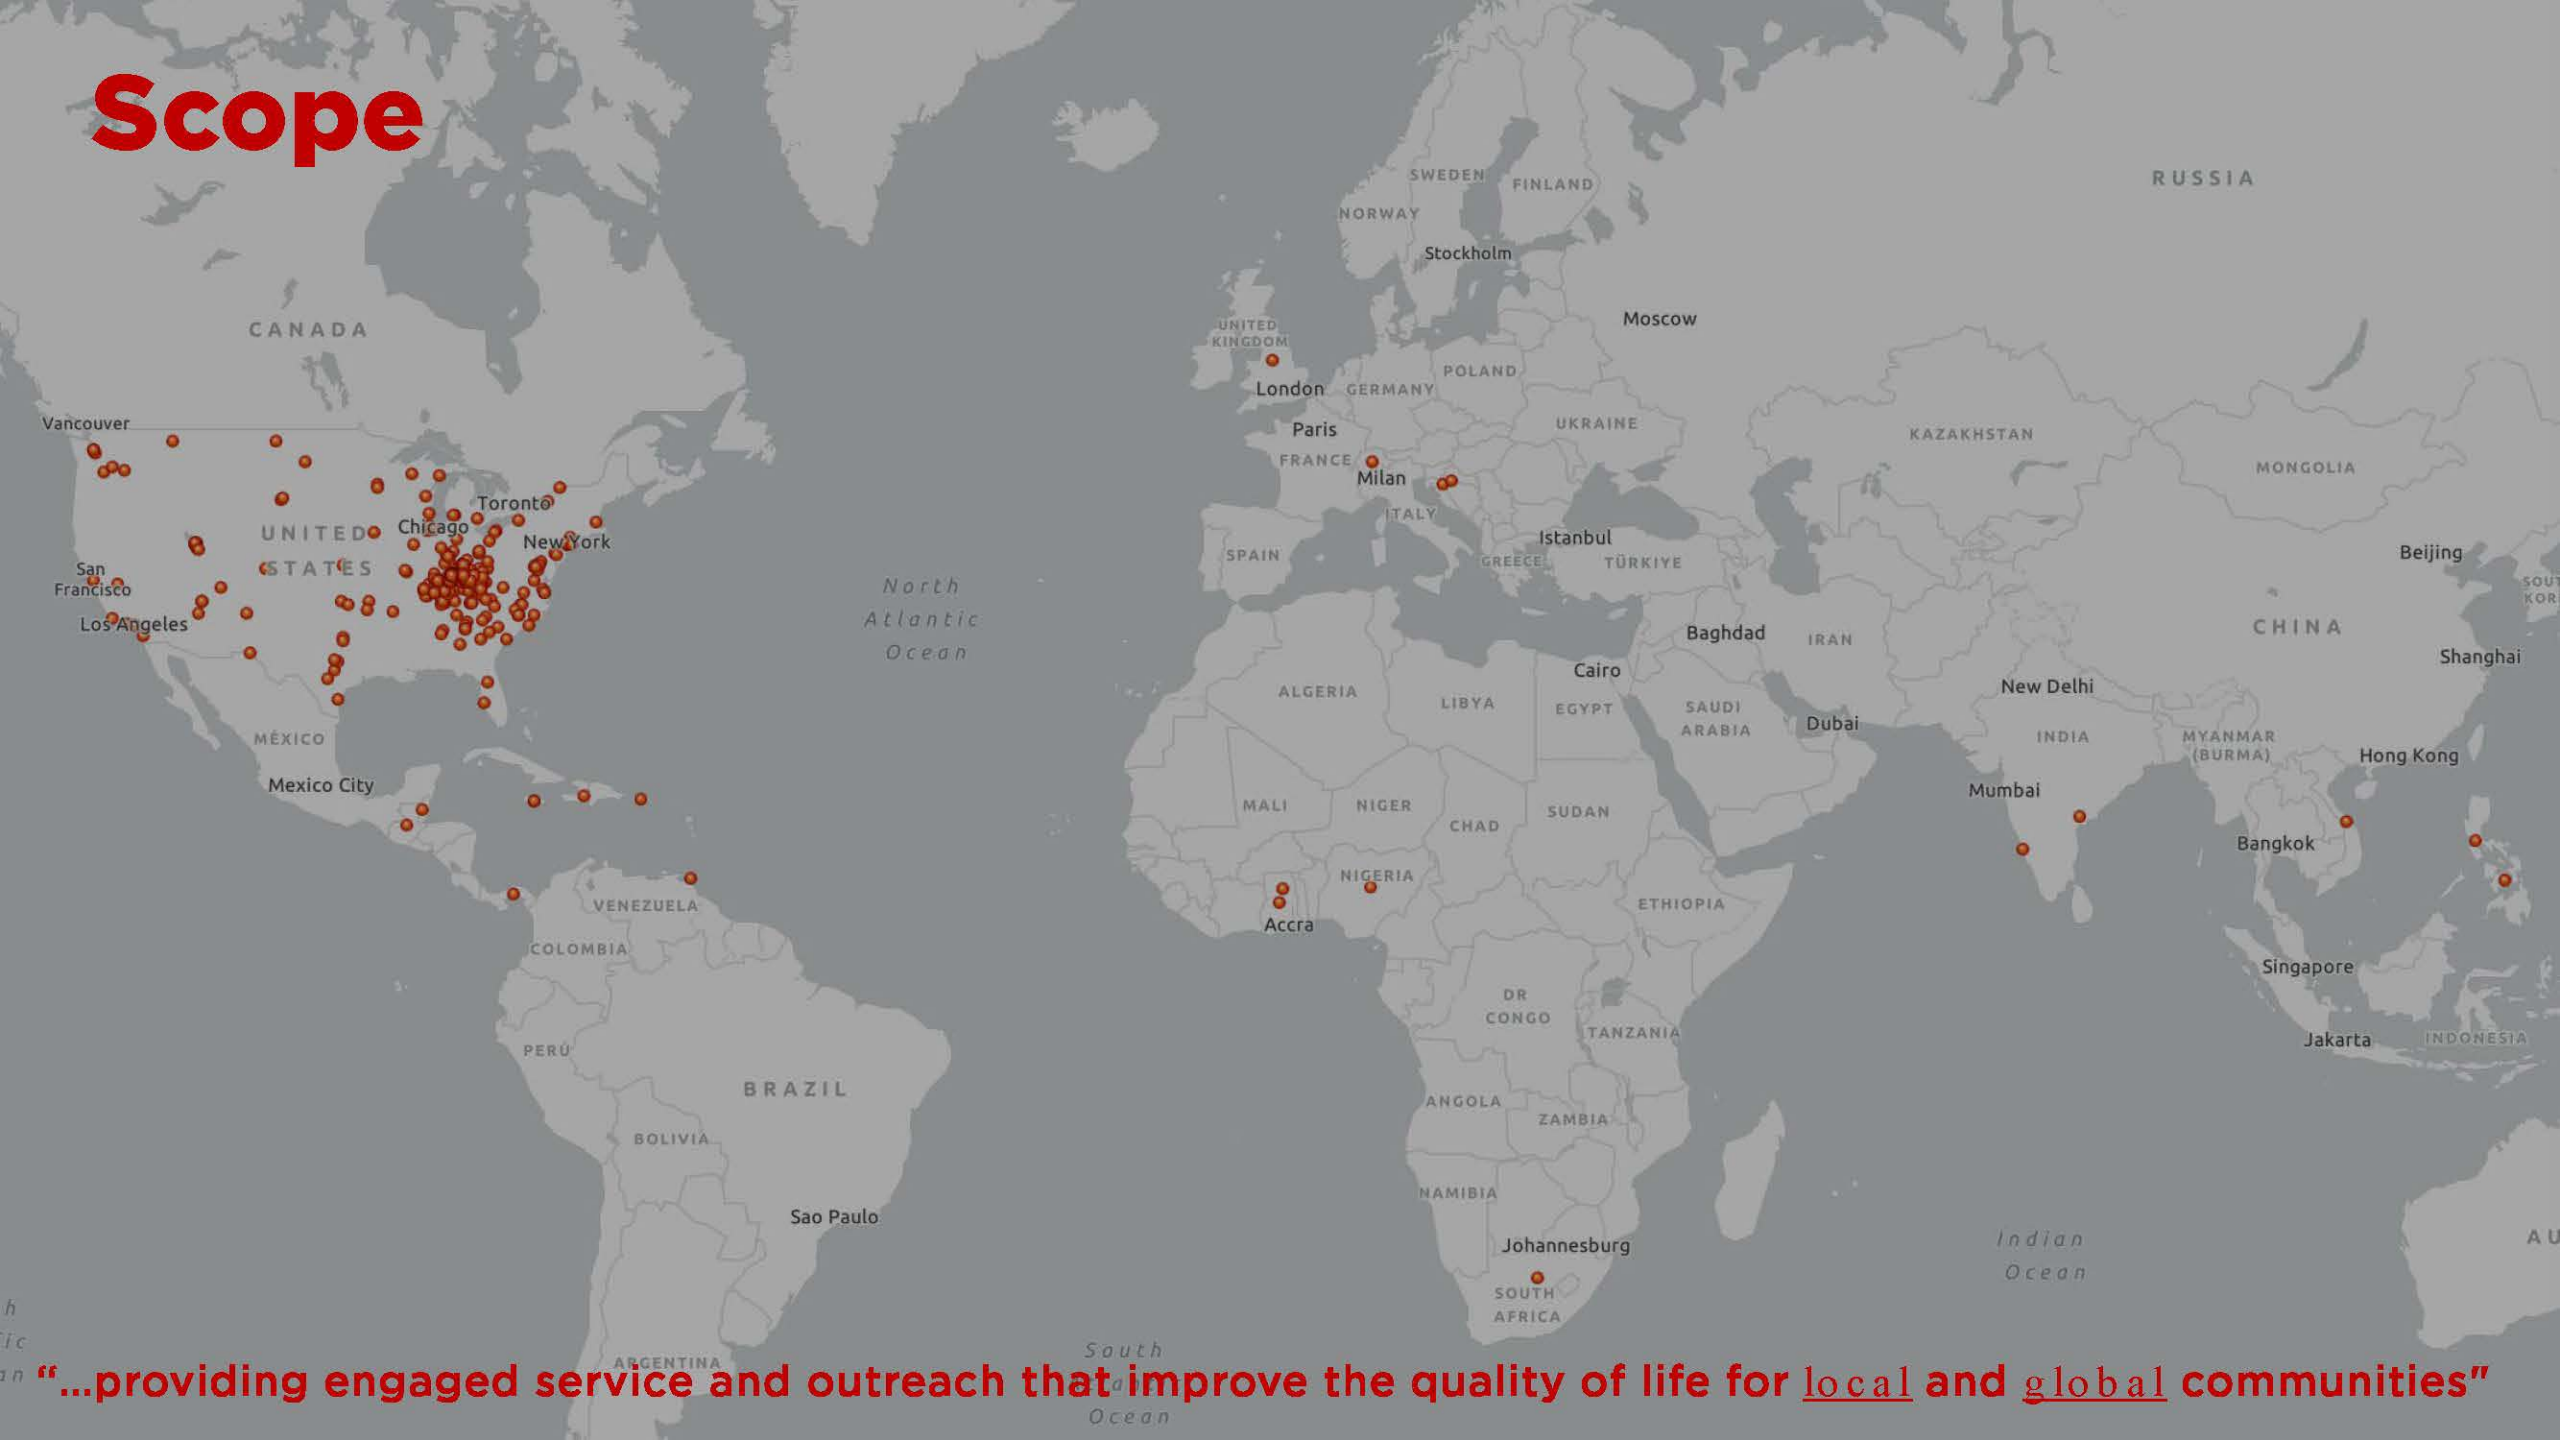 Scope
RUSSIA
SWEDEN
FINLAND
NORWAY
Stockholm
Moscow
CANADA
UNITED
KINGDOM
London
GERMANY
POLAND
Vancouver
Paris
UKRAINE
KAZAKHSTAN
FRANCE
MONGOLIA
Milan
Toronto
ITALY
Chicago
UNITED
STATES
New York
Istanbul
SPAIN
GREECE
TÜRKIYE
Beijing
San
Francisco
SOUT
KOR
North
Atlantic
Ocean
Los Angeles
Baghdad
IRAN
CHINA
Shanghai
Cairo
New Delhi
ALGERIA
LIBYA
EGYPT
SAUDI
ARABIA
Dubai
INDIA
MYANMAR
(BURMA)
Hong Kong
MÉXICO
Mexico City
Mumbai
MALI
NIGER
CHAD
SUDAN
Bangkok
NIGERIA
VENEZUELA
ETHIOPIA
Accra
COLOMBIA
Singapore
DR
CONGO
TANZANIA
Jakarta
INDONESIA
PERÚ
BRAZIL
ANGOLA
ZAMBIA
BOLIVIA
NAMIBIA
Sao Paulo
Johannesburg
Indian
Ocean
AU
SOUTH
AFRICA
h
ic
an
South
Ocean
ARGENTINA
“...providing engaged service and outreach that improve the quality of life for local and global communities”